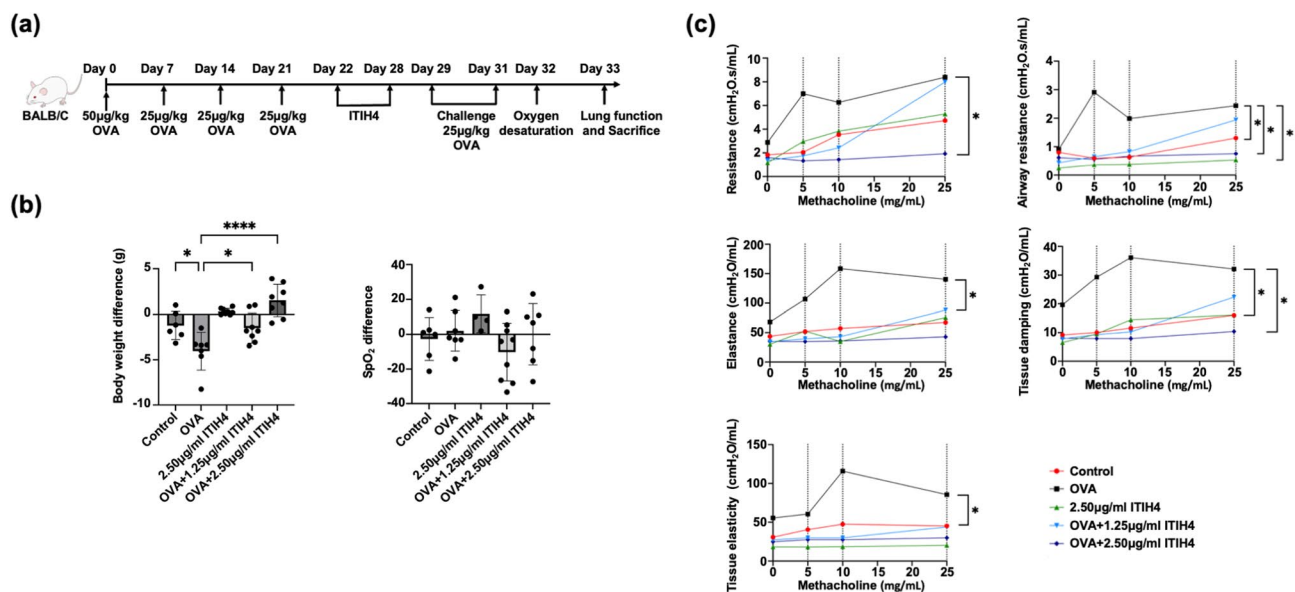 (a)
Day 0 Day 7 Day 14 Day 21 Day 22 Day 28 Day 29 Day 31 Day 32 Day 33
BALB/C
50µg/kg
OVA
25µg/kg
OVA
25µg/kg
OVA
25µg/kg
OVA
ITIH4
Challenge
25µg/kg
OVA
Oxygen
desaturation
Lung function
and Sacrifice
(b)
Body weight difference (g)
5
0
-5
-10
*
****
*
Control
OVA
2.50µg/ml ITIH4
OVA+1.25µg/ml ITIH4
OVA+2.50µg/ml ITIH4
SpO2 difference
40
20
0
-20
-40
Control
OVA
2.50µg/ml ITIH4
OVA+1.25µg/ml ITIH4
OVA+2.50µg/ml ITIH4
(c)
Resistance (cmH2O.s/mL)
10
8
6
4
2
0
0 5 10 15 20 25
Methacholine (mg/mL)
*
Airway resistance (cmH2O.s/mL)
4
3
2
1
0
0 5 10 15 20 25
Methacholine (mg/mL)
* * *
Elastance (cmH2O/mL)
200
150
100
50
0
0 5 10 15 20 25
Methacholine (mg/mL)
*
Tissue damping (cmH2O/mL)
40
30
20
10
0
0 5 10 15 20 25
Methacholine (mg/mL)
* *
Tissue elasticity (cmH2O/mL)
150
100
50
0
0 5 10 15 20 25
Methacholine (mg/mL)
*
Control
OVA
2.50µg/ml ITIH4
OVA+1.25µg/ml ITIH4
OVA+2.50µg/ml ITIH4